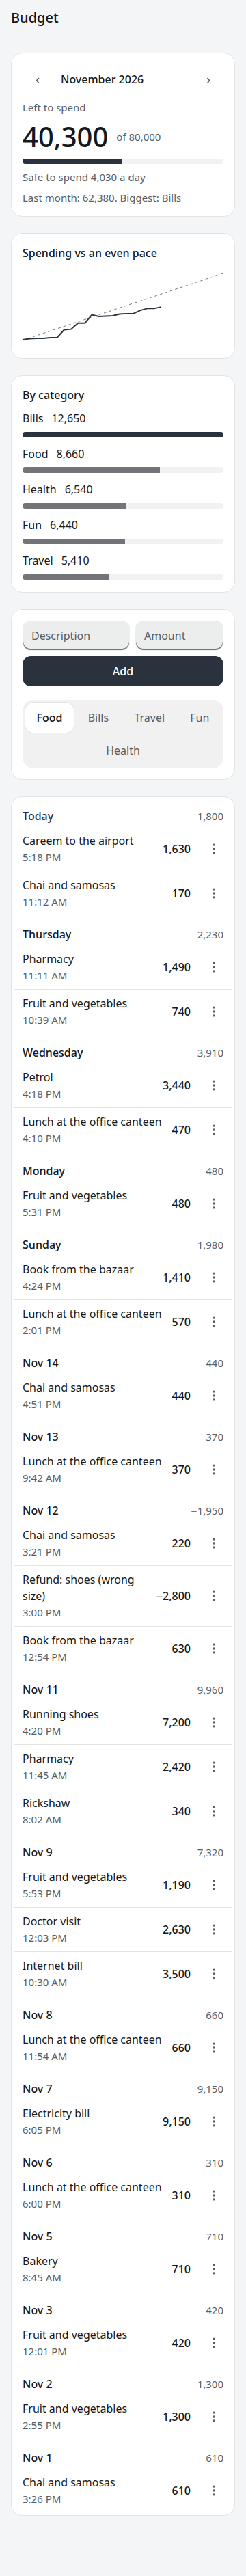 Budget
‹ November 2026 ›
Left to spend
40,300 of 80,000
Safe to spend 4,030 a day
Last month: 62,380. Biggest: Bills
Spending vs an even pace
By category
Bills 12,650
Food 8,660
Health 6,540
Fun 6,440
Travel 5,410
Description Amount
Add
Food Bills Travel Fun
Health
Today 1,800
Careem to the airport 1,630
5:18 PM
Chai and samosas 170
11:12 AM
Thursday 2,230
Pharmacy 1,490
11:11 AM
Fruit and vegetables 740
10:39 AM
Wednesday 3,910
Petrol 3,440
4:18 PM
Lunch at the office canteen 470
4:10 PM
Monday 480
Fruit and vegetables 480
5:31 PM
Sunday 1,980
Book from the bazaar 1,410
4:24 PM
Lunch at the office canteen 570
2:01 PM
Nov 14 440
Chai and samosas 440
4:51 PM
Nov 13 370
Lunch at the office canteen 370
9:42 AM
Nov 12 −1,950
Chai and samosas 220
3:21 PM
Refund: shoes (wrong
size) −2,800
3:00 PM
Book from the bazaar 630
12:54 PM
Nov 11 9,960
Running shoes 7,200
4:20 PM
Pharmacy 2,420
11:45 AM
Rickshaw 340
8:02 AM
Nov 9 7,320
Fruit and vegetables 1,190
5:53 PM
Doctor visit 2,630
12:03 PM
Internet bill 3,500
10:30 AM
Nov 8 660
Lunch at the office canteen 660
11:54 AM
Nov 7 9,150
Electricity bill 9,150
6:05 PM
Nov 6 310
Lunch at the office canteen 310
6:00 PM
Nov 5 710
Bakery 710
8:45 AM
Nov 3 420
Fruit and vegetables 420
12:01 PM
Nov 2 1,300
Fruit and vegetables 1,300
2:55 PM
Nov 1 610
Chai and samosas 610
3:26 PM